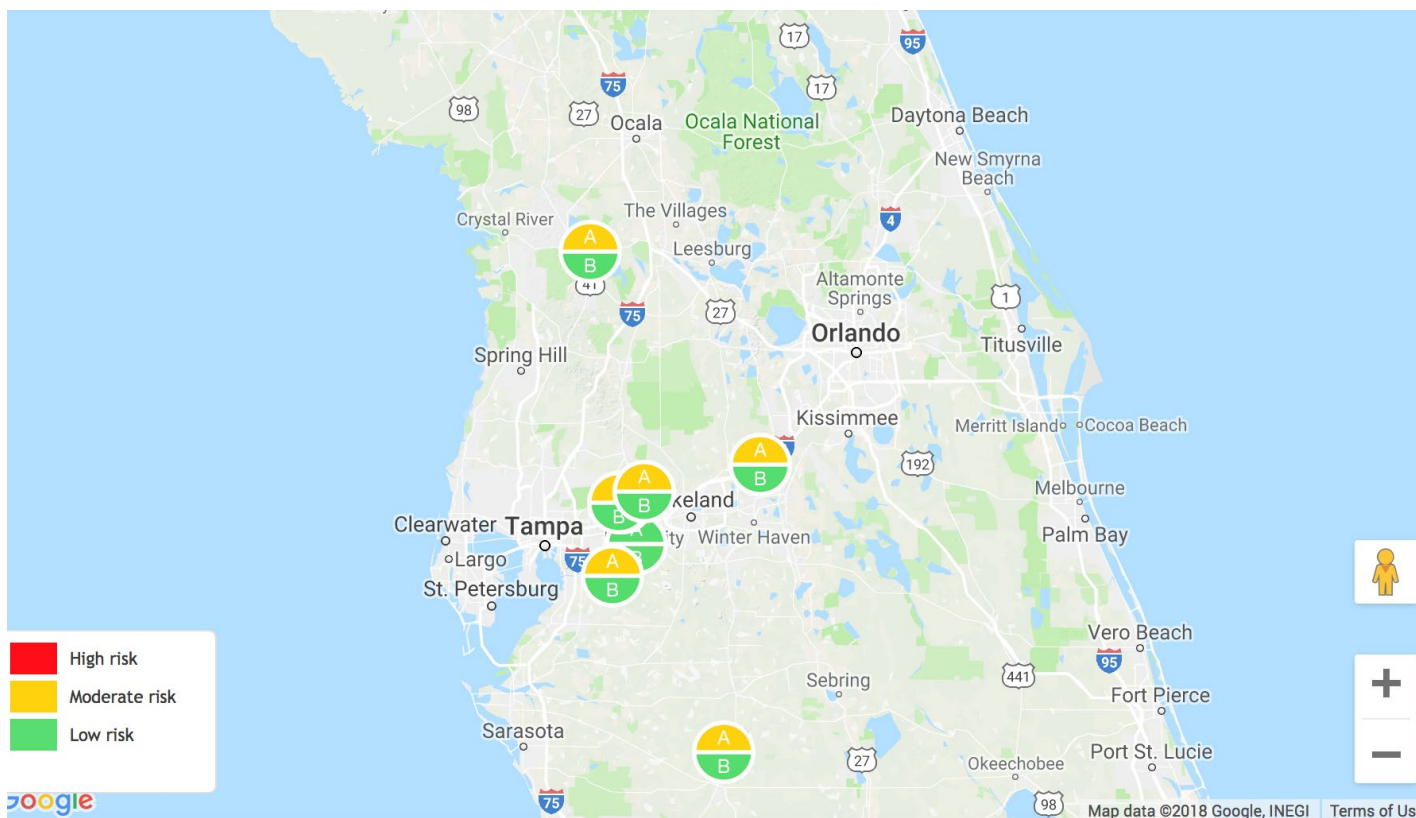 17
95
75
17
98
27
Ocala
Ocala National
Forest
Daytona Beach
New Smyrna
Beach
Crystal River
The Villages
4
A
B
Leesburg
41
Altamonte
Springs
75
27
1
Orlando
Titusville
Spring Hill
Kissimmee
Merritt Island
Cocoa Beach
A
B
192
A
B
B
keland
Melbourne
Clearwater
Tampa
A
ity
Winter Haven
Palm Bay
Largo
75
A
B
St. Petersburg
Vero Beach
High risk
95
Moderate risk
Sebring
441
Fort Pierce
Low risk
Sarasota
A
B
27
Okeechobee
Port St. Lucie
75
98
Google
Map data ©2018 Google, INEGI
Terms of Us